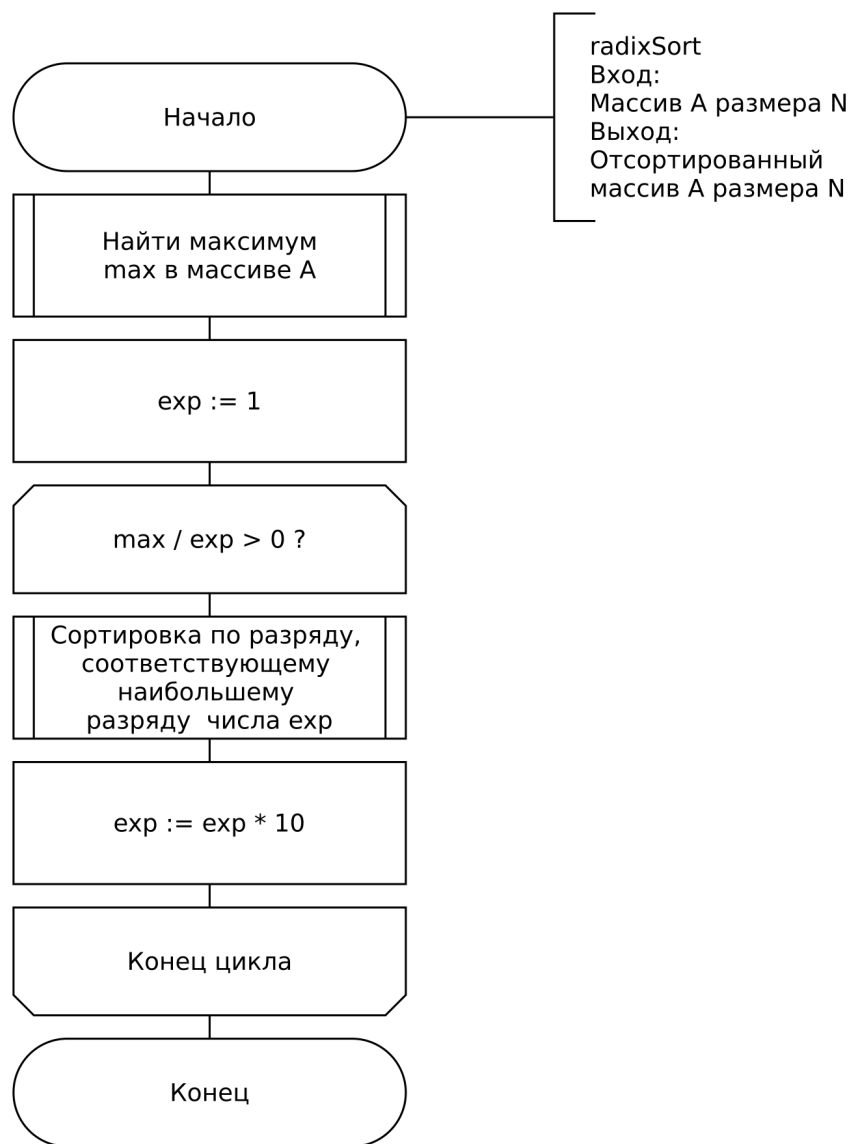 Начало
radixSort
Вход:
Массив A размера N
Выход:
Отсортированный
массив A размера N
Найти максимум
max в массиве A
exp := 1
max / exp > 0 ?
Сортировка по разряду,
соответствующему
наибольшему
разряду числа exp
exp := exp * 10
Конец цикла
Конец